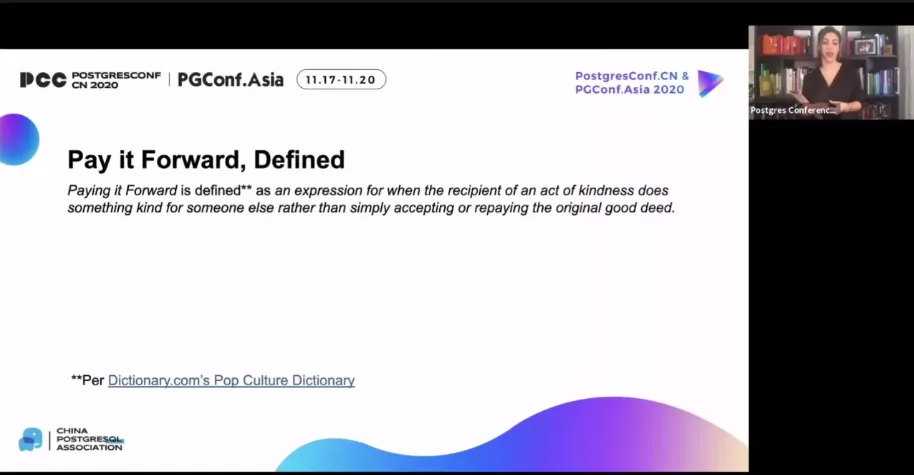 PCC POSTGRESCONF
CN 2020
PGConf.Asia
11.17-11.20
PostgresConf.CN &
PGConf.Asia 2020
Postgres Conferenc...
Pay it Forward, Defined
Paying it Forward is defined** as an expression for when the recipient of an act of kindness does
something kind for someone else rather than simply accepting or repaying the original good deed.
**Per Dictionary.com's Pop Culture Dictionary
CHINA
POSTGRESQL
ASSOCIATION